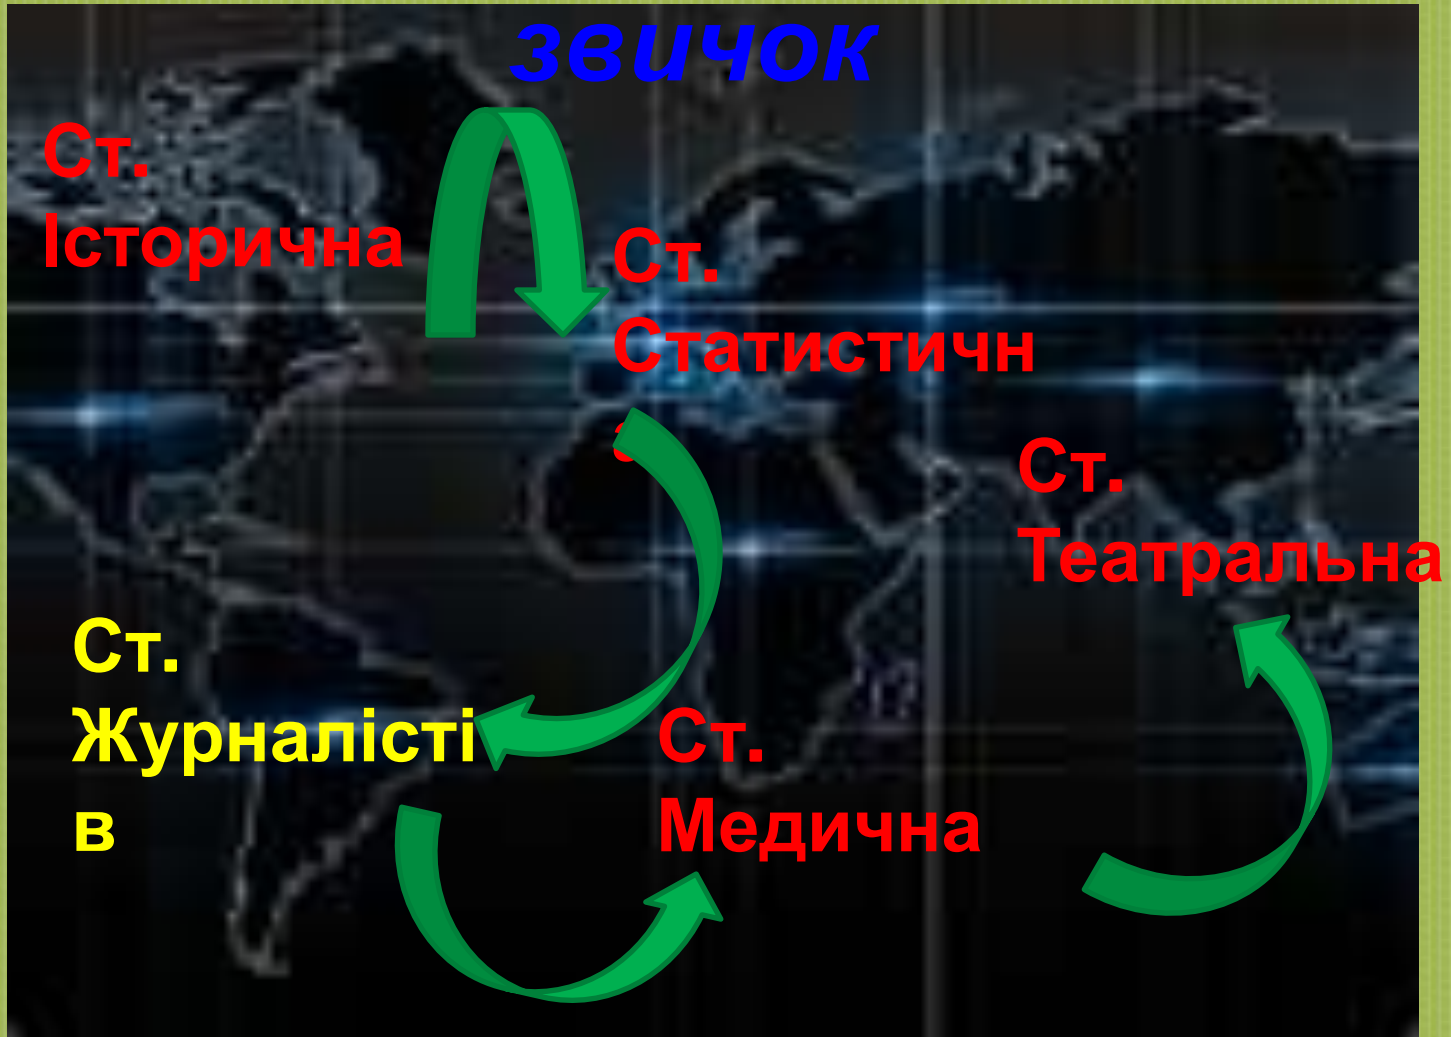 звичок
Ст.
Історична
Ст.
Статистичн
а
Ст.
Театральна
Ст.
Журналісті
в
Ст.
Медична